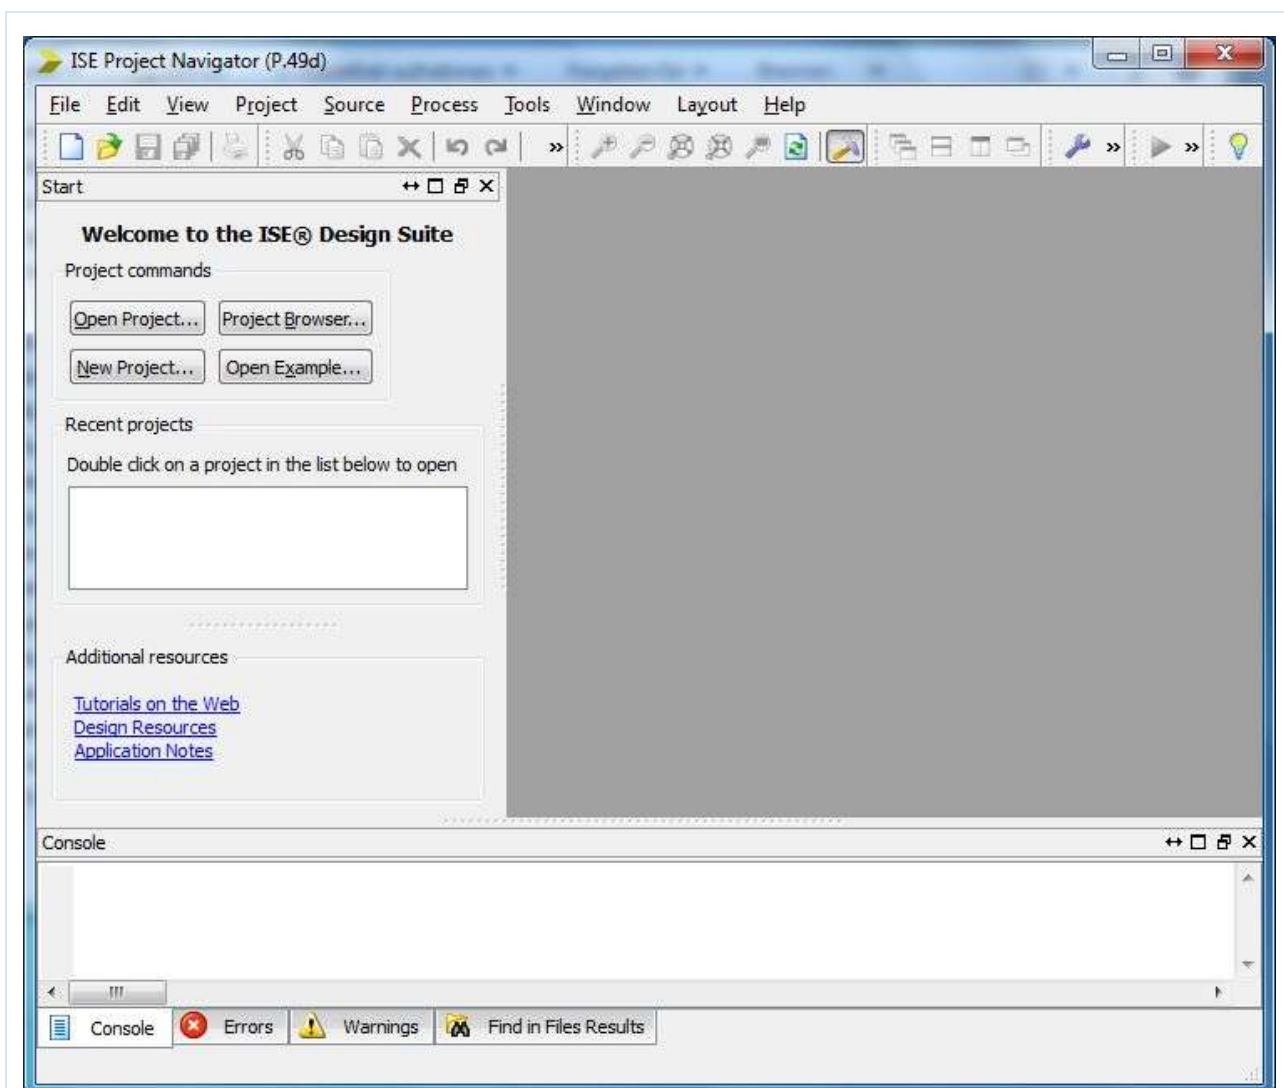 ISE Project Navigator (P.49d)
File Edit View Project Source Process Tools Window Layout Help
Start
Welcome to the ISE® Design Suite
Project commands
Open Project... Project Browser...
New Project... Open Example...
Recent projects
Double click on a project in the list below to open
Additional resources
Tutorials on the Web
Design Resources
Application Notes
Console
Console Errors Warnings Find in Files Results